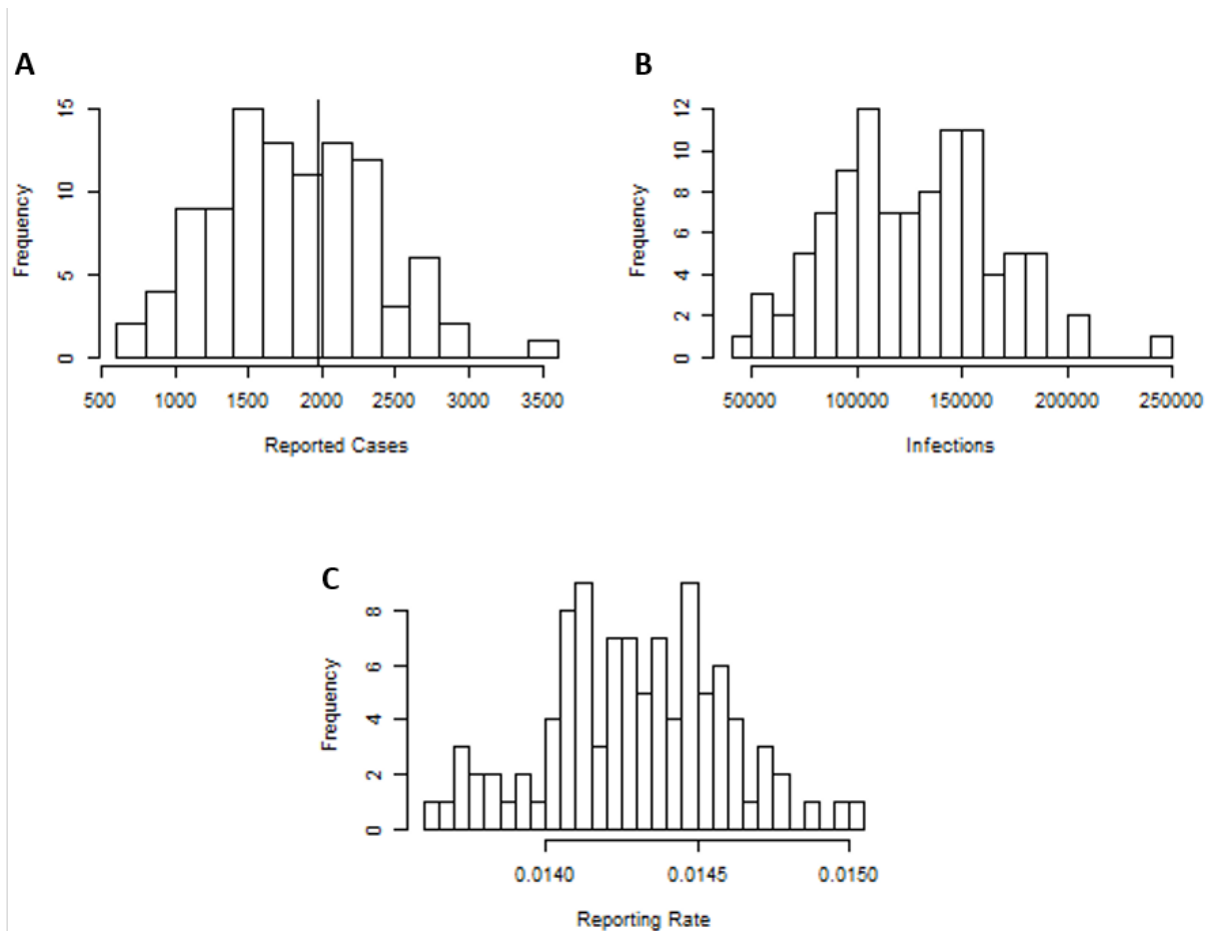 A
B
15
10
5
0
Frequency
500 1000 1500 2000 2500 3000 3500
Reported Cases
12
10
8
6
4
2
0
Frequency
50000 100000 150000 200000 250000
Infections
C
8
6
4
2
0
Frequency
0.0140 0.0145 0.0150
Reporting Rate